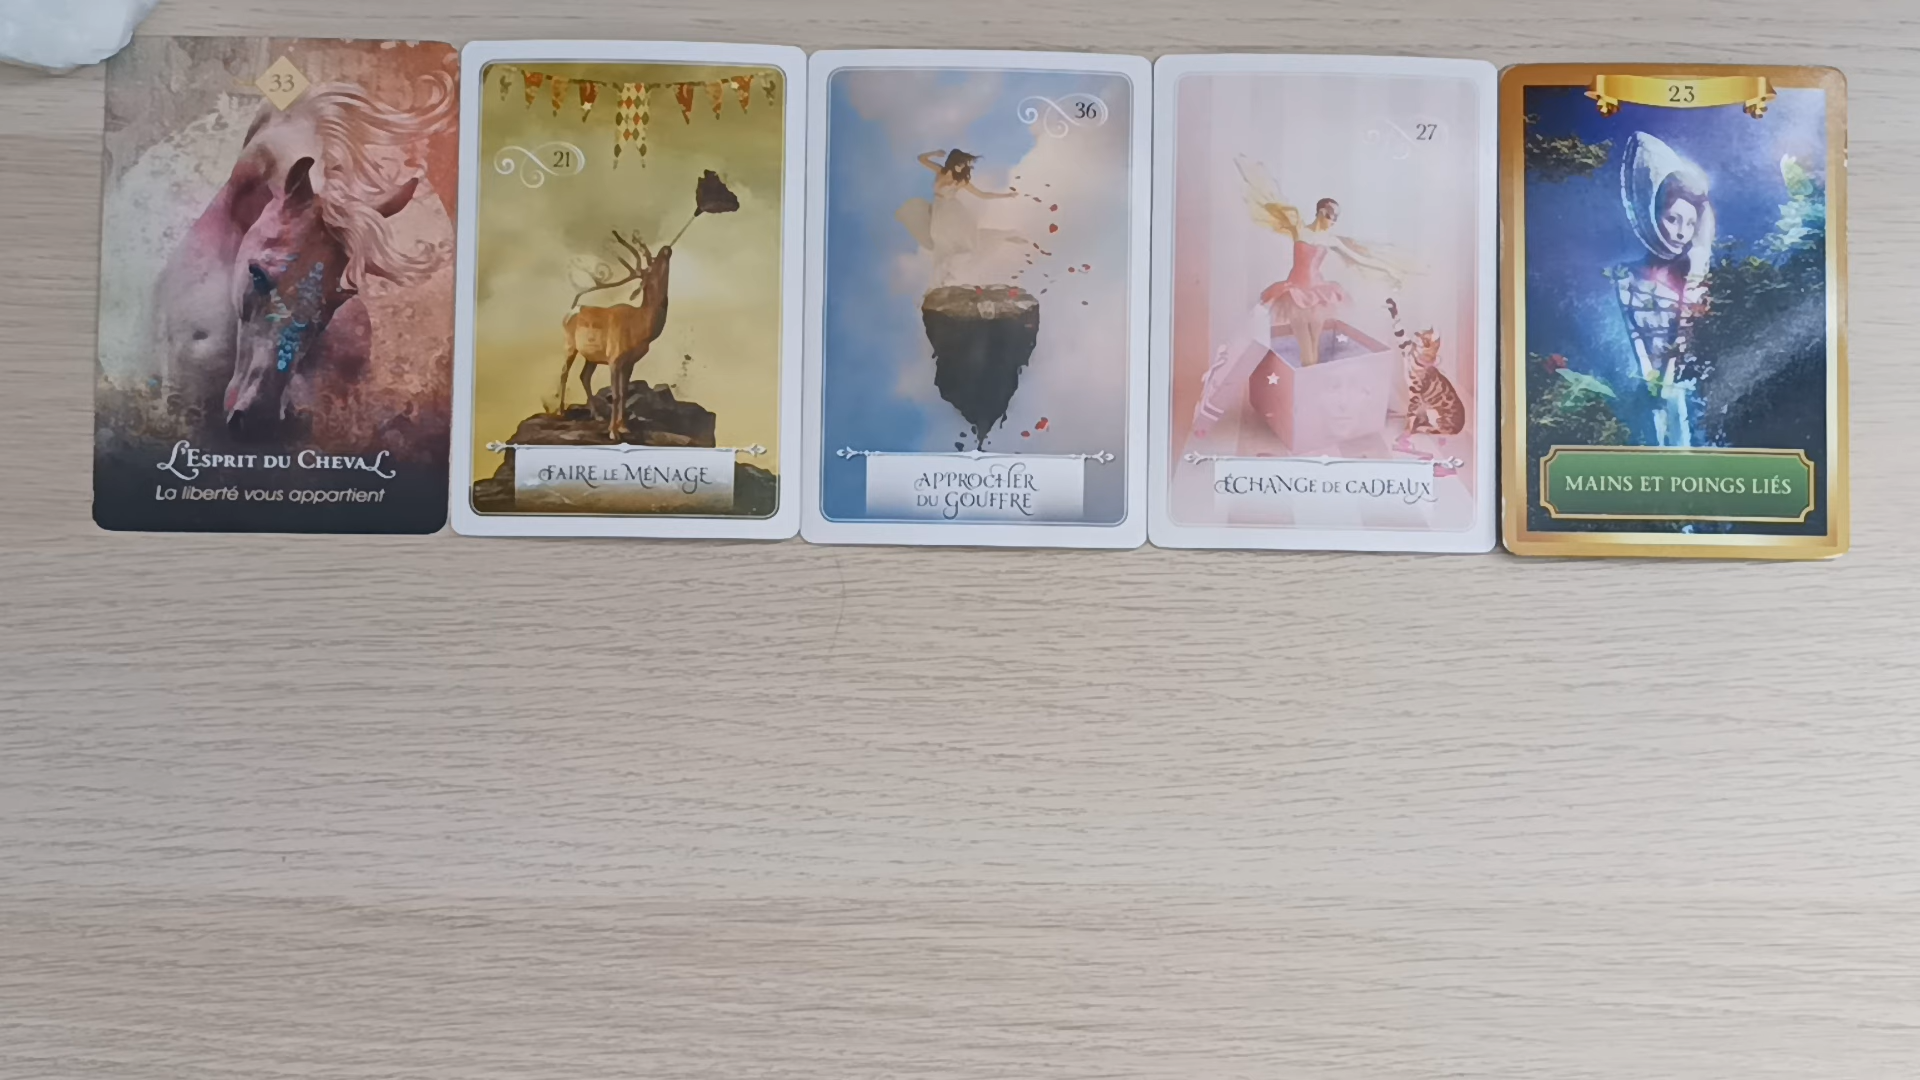 33
L'ESPRIT DU CHEVAL
La liberté vous appartient
21
FAIRE LE MÉNAGE
36
APPROCHER
DU GOUFFRE
27
ÉCHANGE DE CADEAUX
23
MAINS ET POINGS LIÉS